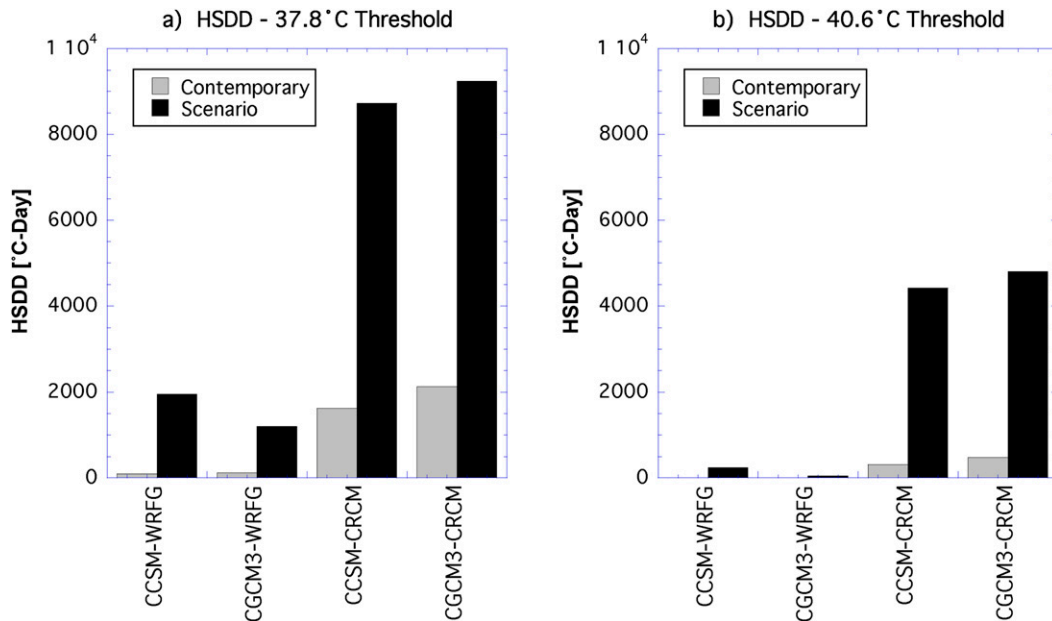 a) HSDD - 37.8˚C Threshold
1 10⁴
8000
6000
4000
2000
0
HSDD [˚C-Day]
Contemporary
Scenario
CCSM-WRFG
CGCM3-WRFG
CCSM-CRCM
CGCM3-CRCM
b) HSDD - 40.6˚C Threshold
1 10⁴
8000
6000
4000
2000
0
HSDD [˚C-Day]
Contemporary
Scenario
CCSM-WRFG
CGCM3-WRFG
CCSM-CRCM
CGCM3-CRCM